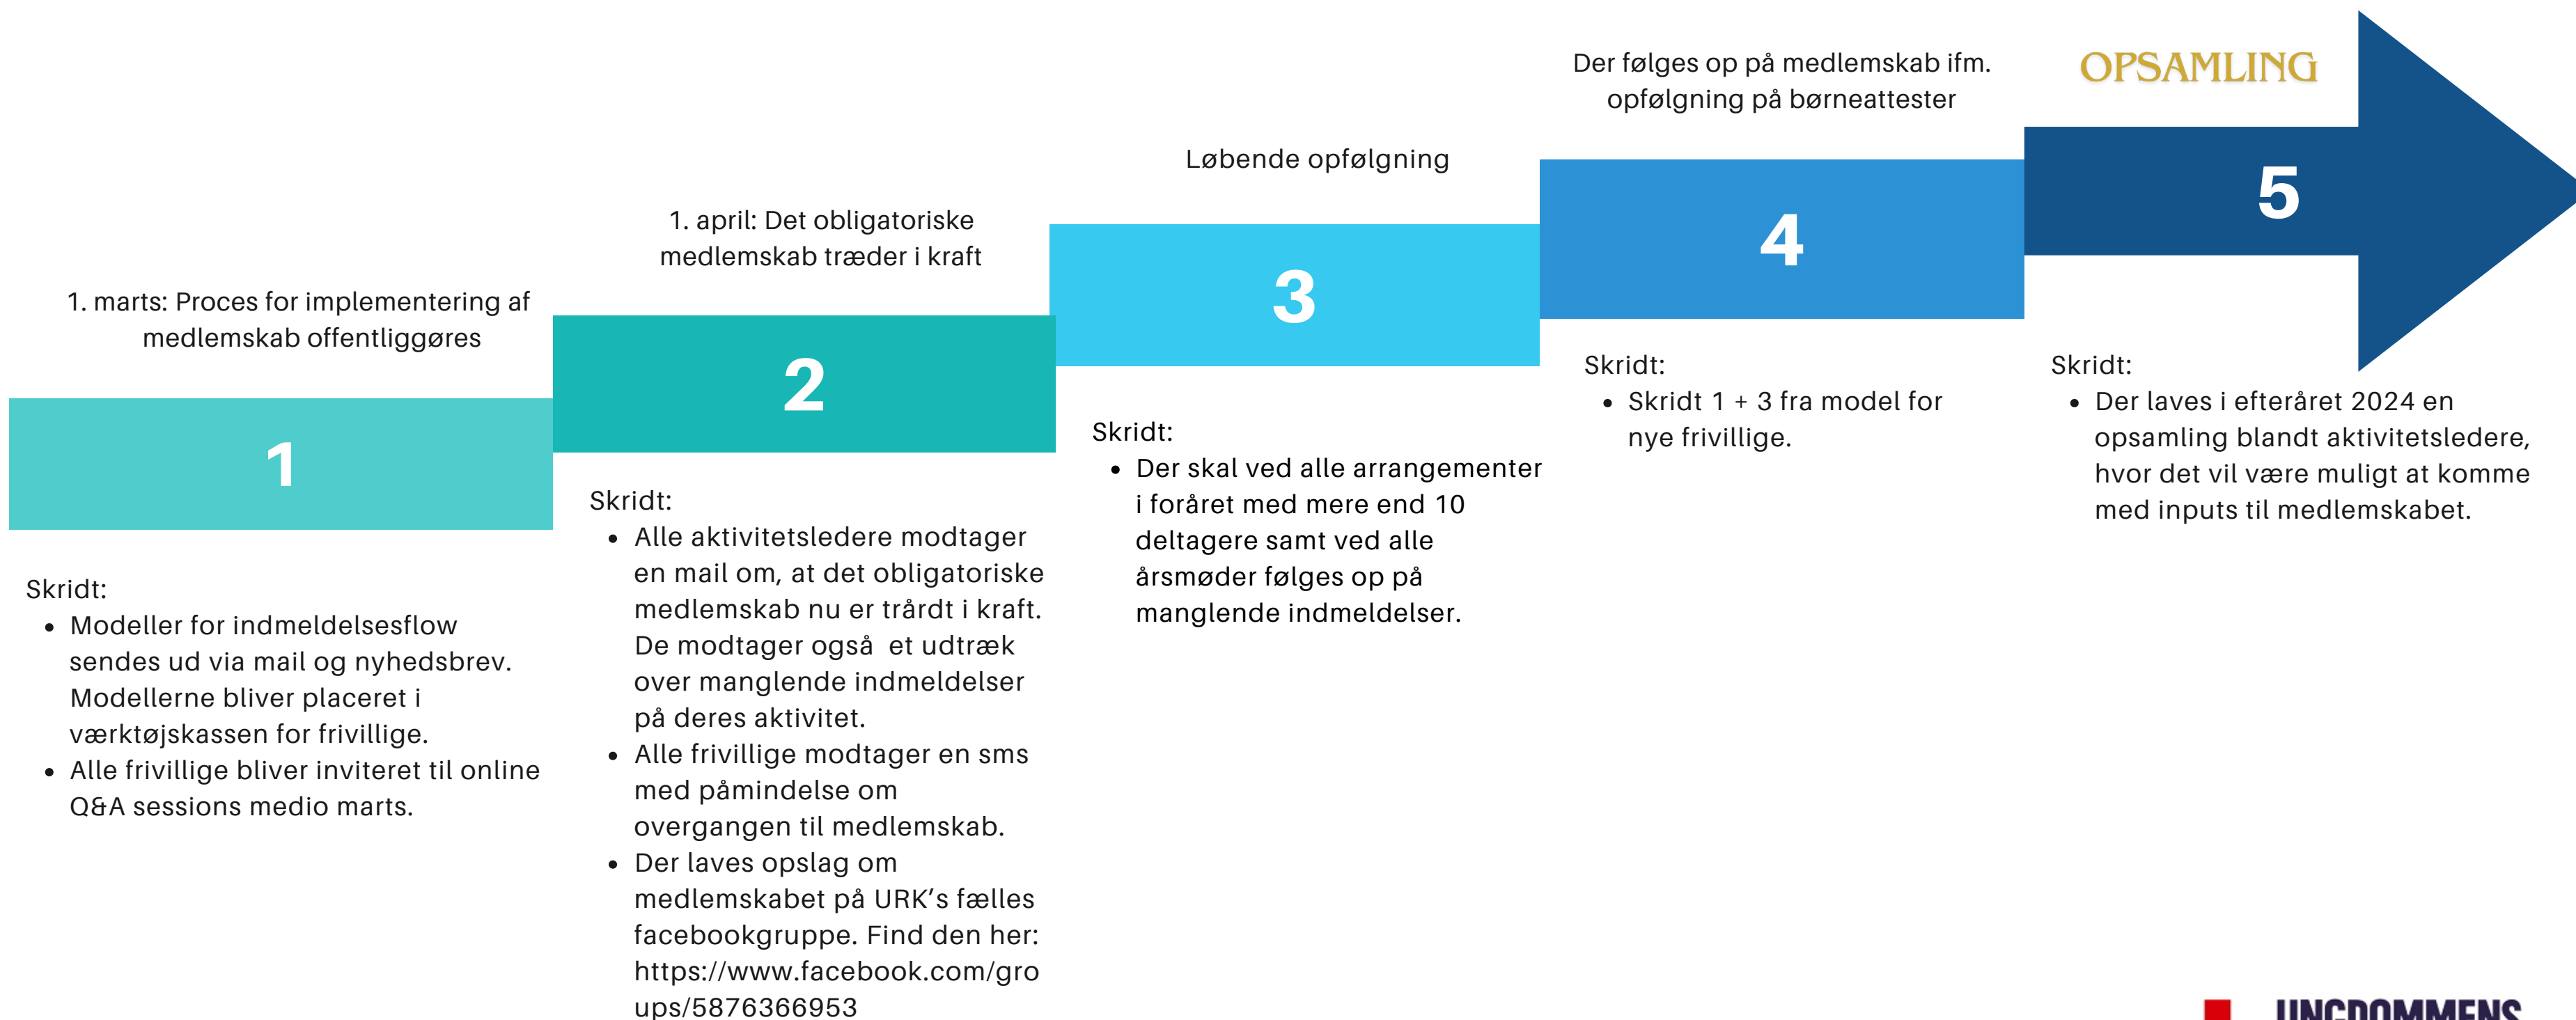 1. marts: Proces for implementering af
medlemskab offentliggøres
1
Skridt:
• Modeller for indmeldelsesflow
sendes ud via mail og nyhedsbrev.
Modellerne bliver placeret i
værktøjskassen for frivillige.
• Alle frivillige bliver inviteret til online
Q&A sessions medio marts.
1. april: Det obligatoriske
medlemskab træder i kraft
2
Skridt:
• Alle aktivitetsledere modtager
en mail om, at det obligatoriske
medlemskab nu er trårdt i kraft.
De modtager også  et udtræk
over manglende indmeldelser
på deres aktivitet.
• Alle frivillige modtager en sms
med påmindelse om
overgangen til medlemskab.
• Der laves opslag om
medlemskabet på URK’s fælles
facebookgruppe. Find den her:
https://www.facebook.com/gro
ups/5876366953
Løbende opfølgning
3
Skridt:
• Der skal ved alle arrangementer
i foråret med mere end 10
deltagere samt ved alle
årsmøder følges op på
manglende indmeldelser.
Der følges op på medlemskab ifm.
opfølgning på børneattester
4
Skridt:
• Skridt 1 + 3 fra model for
nye frivillige.
OPSAMLING
5
Skridt:
• Der laves i efteråret 2024 en
opsamling blandt aktivitetsledere,
hvor det vil være muligt at komme
med inputs til medlemskabet.
UNGDOMMENS